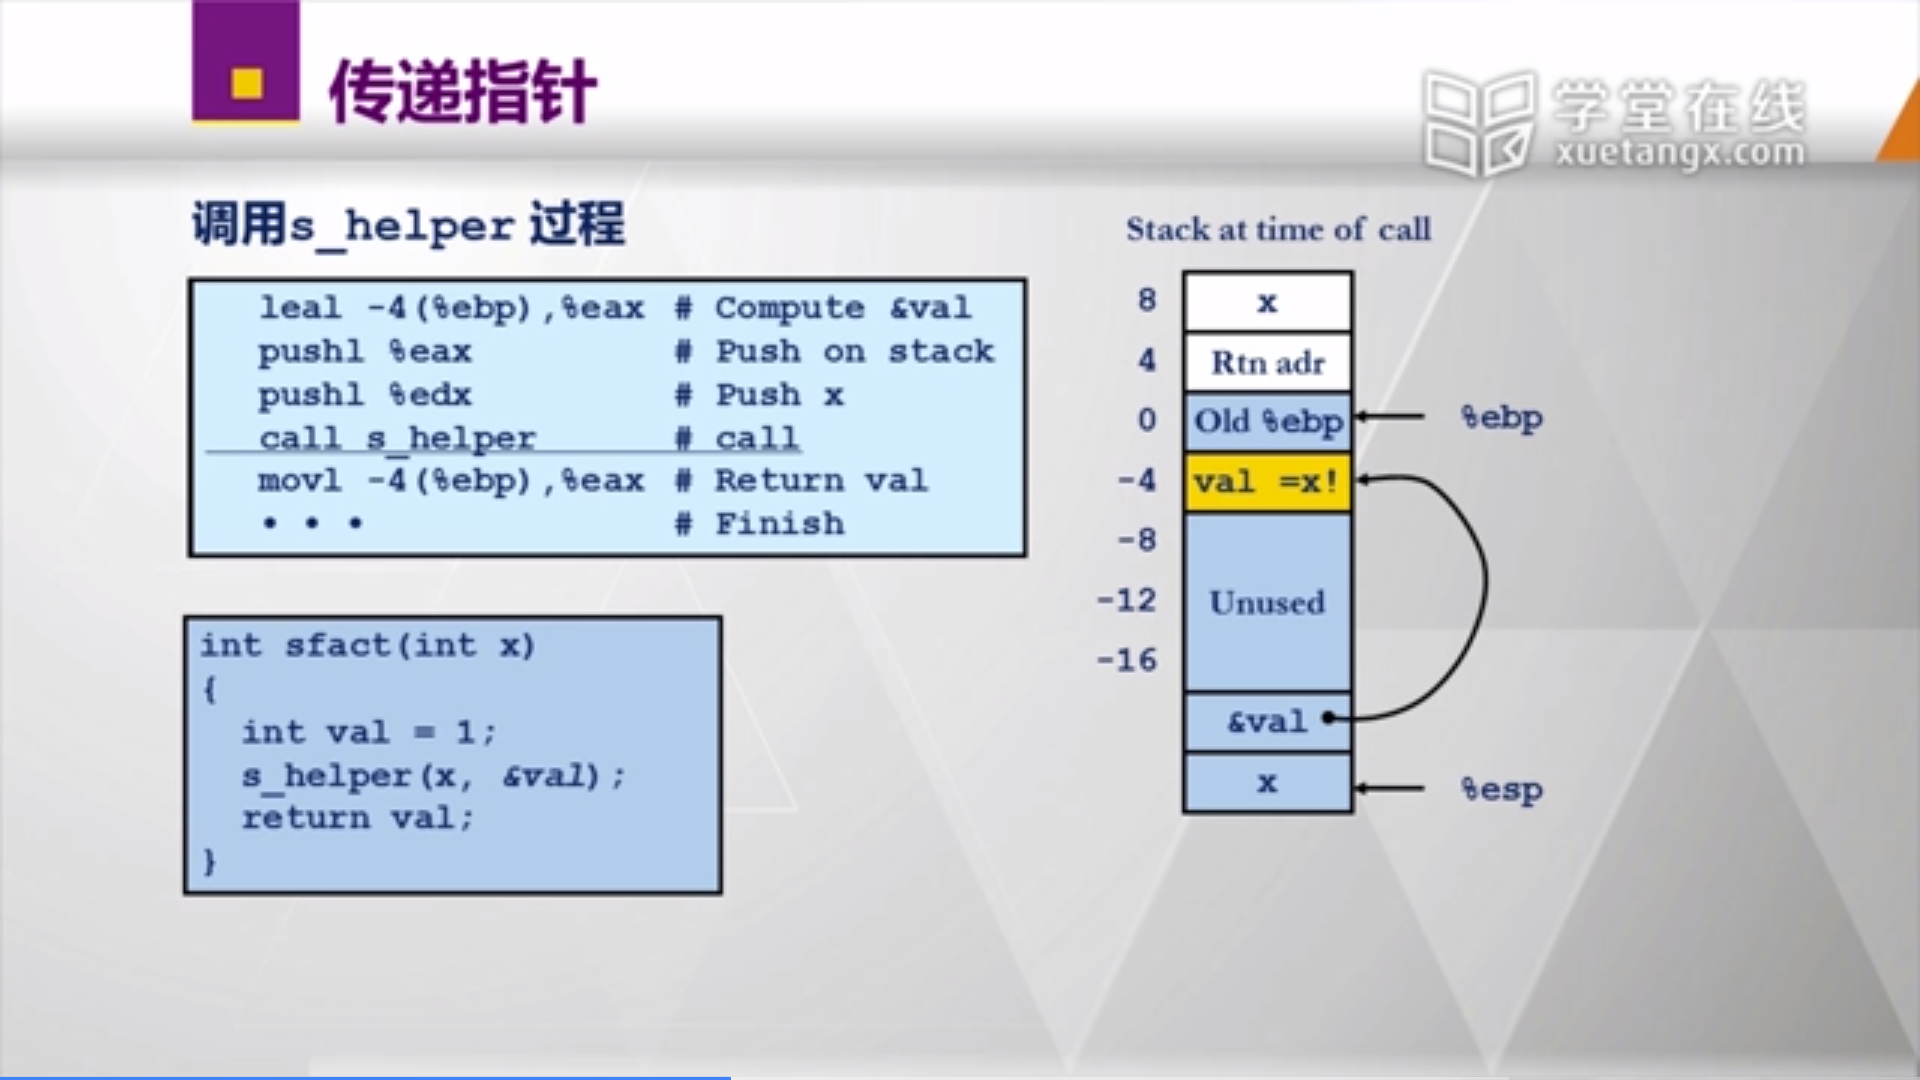 传递指针
学堂在线
xuetangx.com
调用s_helper 过程
leal -4(%ebp),%eax # Compute &val
pushl %eax # Push on stack
pushl %edx # Push x
call s_helper # call
movl -4(%ebp),%eax # Return val
• • • # Finish
int sfact(int x)
{
int val = 1;
s_helper(x, &val);
return val;
}
Stack at time of call
8 x
4 Rtn adr
0 Old %ebp %ebp
-4 val =x!
-8
-12 Unused
-16
&val
x %esp